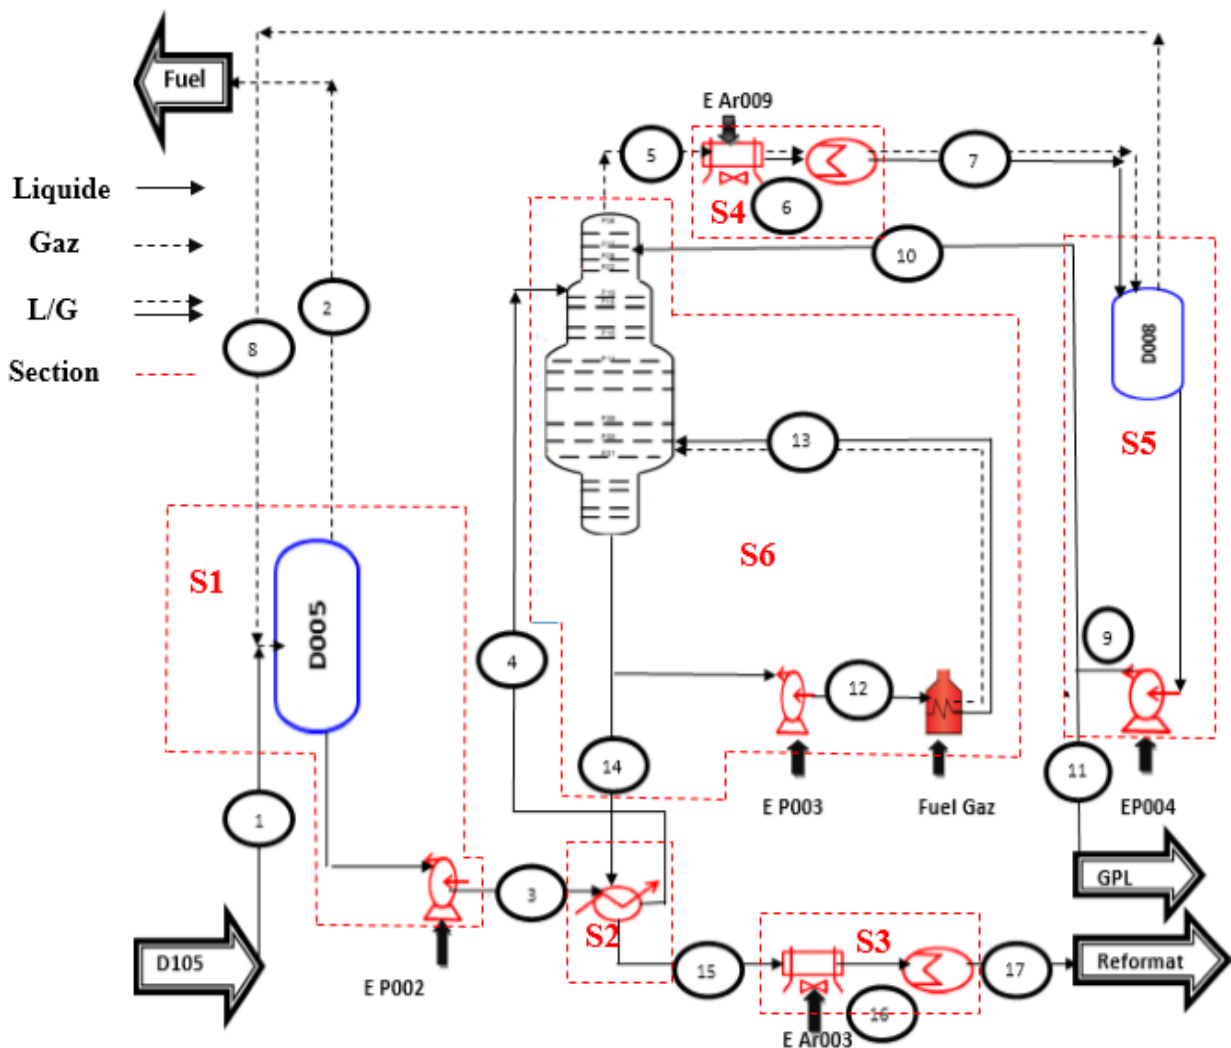 Fuel
E Ar009
Liquide
5
7
S4
6
Gaz
10
L/G
2
8
D008
Section
13
S5
S6
S1
D005
9
4
12
14
11
E P003
Fuel Gaz
EP004
1
GPL
3
S2
S3
D105
15
17
Reformat
E P002
16
E Ar003